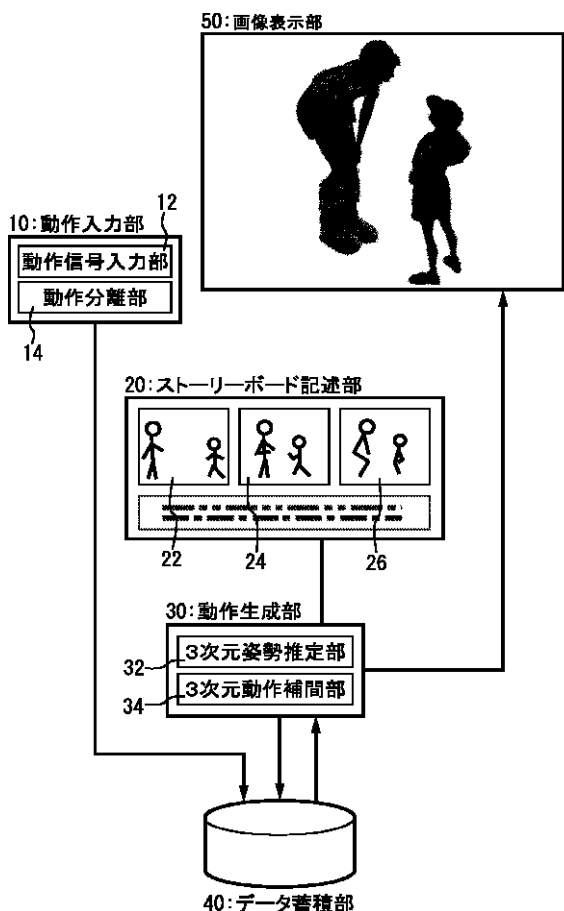 50:画像表示部
10:動作入力部
12
動作信号入力部
動作分離部
14
20:ストーリーボード記述部
22
24
26
30:動作生成部
32
3次元姿勢推定部
34
3次元動作補間部
40:データ蓄積部